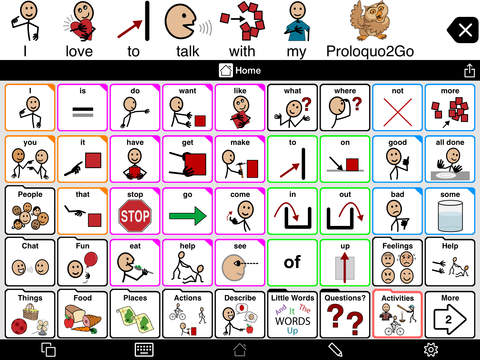 I love to talk with my Proloquo2Go
Home
I is do want like what where not more
you it have get make to on good all done
People that stop go come in out bad some
STOP
Chat Fun eat help see of up Feelings Help
Things Food Places Actions Describe Little Words Questions? Activities More
And It The
WORDS
Up
??
2